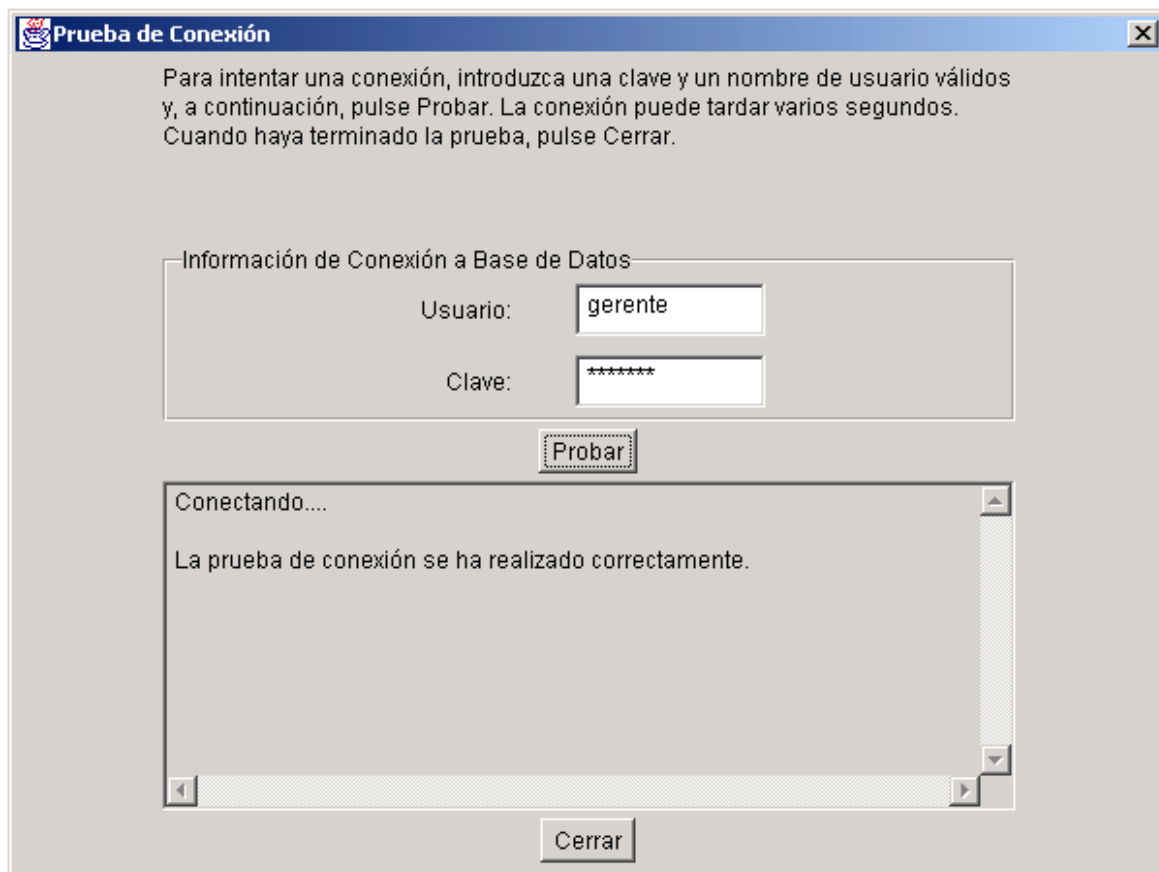 Prueba de Conexión
Para intentar una conexión, introduzca una clave y un nombre de usuario válidos
y, a continuación, pulse Probar. La conexión puede tardar varios segundos.
Cuando haya terminado la prueba, pulse Cerrar.
Información de Conexión a Base de Datos
Usuario: gerente
Clave: *******
Probar
Conectando....
La prueba de conexión se ha realizado correctamente.
Cerrar